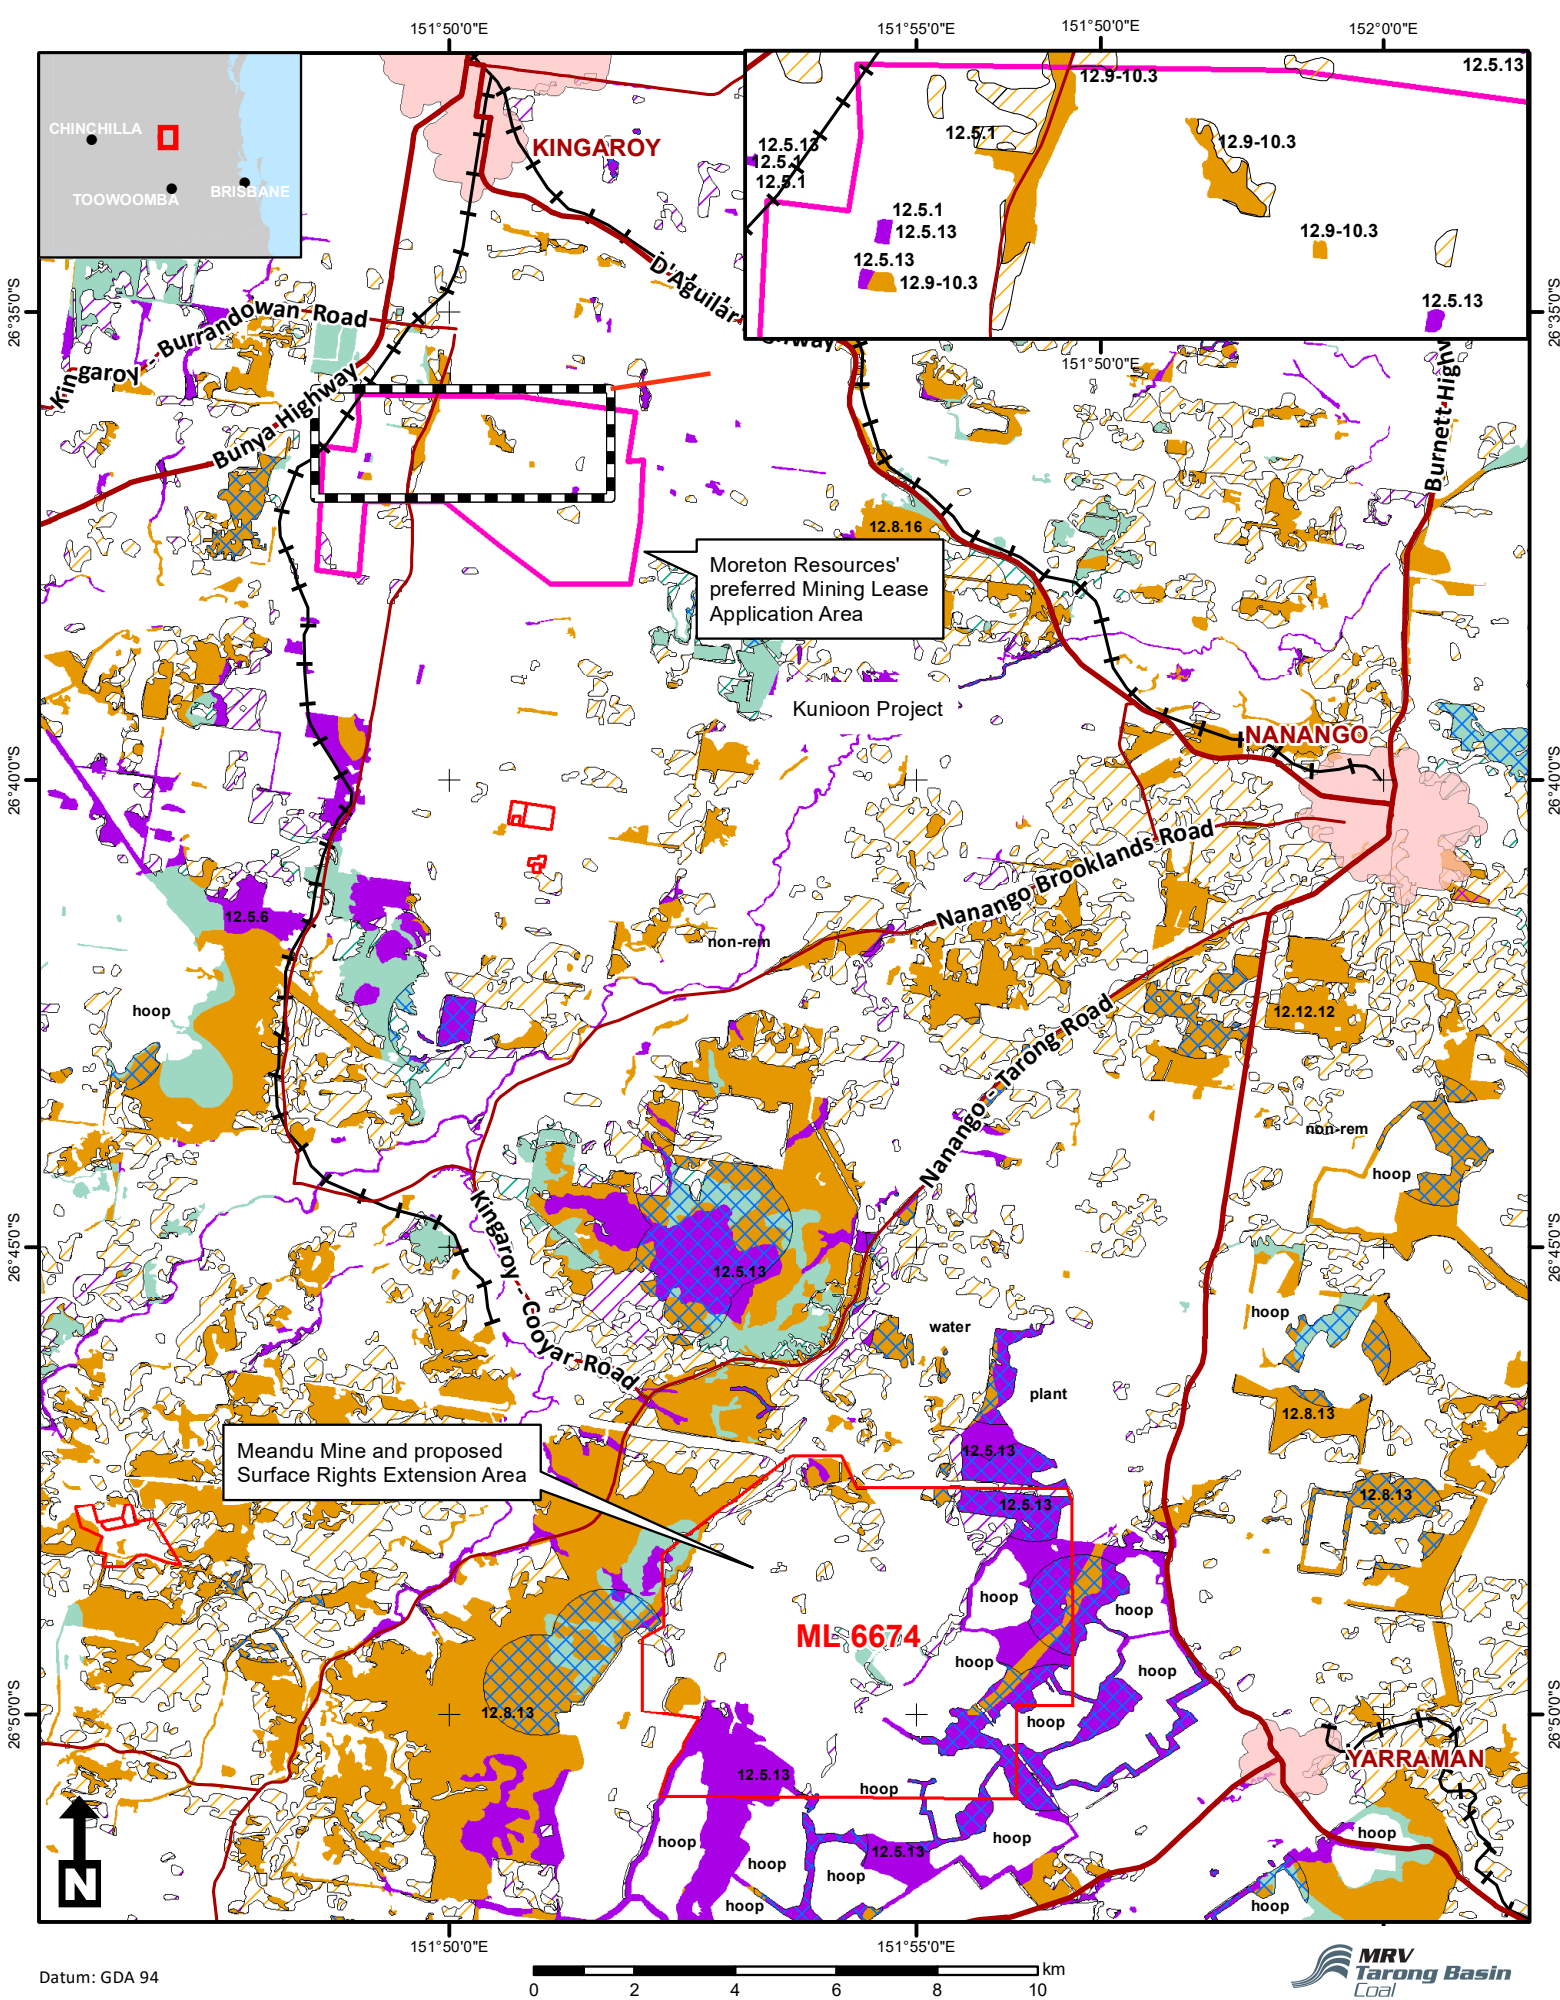 151°50'0"E
151°55'0"E
151°50'0"E
152°0'0"E
CHINCHILLA
TOOWOOMBA
BRISBANE
KINGAROY
D'Aguilar
12.5.13
12.9-10.3
12.5.1
12.5.13
12.5.1
12.5.1
12.9-10.3
12.5.1
12.5.13
12.9-10.3
12.5.13
12.9-10.3
12.5.13
151°50'0"E
26°35'0"S
26°35'0"S
Kingaroy - Burrandowan Road
Bunya Highway
Burnett Highw
12.8.16
Moreton Resources'
preferred Mining Lease
Application Area
Kunioon Project
NANANGO
26°40'0"S
26°40'0"S
Nanango Brooklands Road
12.5.6
non-rem
hoop
12.12.12
Nanango - Tarong Road
non-rem
hoop
26°45'0"S
26°45'0"S
Kingaroy - Cooyar Road
12.5.13
water
hoop
plant
12.8.13
12.5.13
Meandu Mine and proposed
Surface Rights Extension Area
12.5.13
12.8.13
hoop
hoop
ML 6674
hoop
hoop
26°50'0"S
26°50'0"S
12.8.13
hoop
YARRAMAN
12.5.13
hoop
hoop
hoop
hoop
12.5.13
hoop
hoop
hoop
hoop
N
151°50'0"E
151°55'0"E
Datum: GDA 94
0 2 4 6 8 10 km
MRV
Tarong Basin
Coal